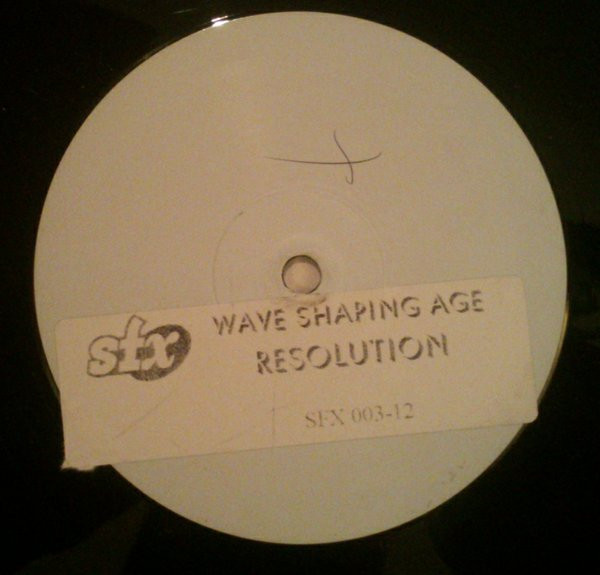 sfx
WAVE SHAPING AGE
RESOLUTION
SFX 003-12